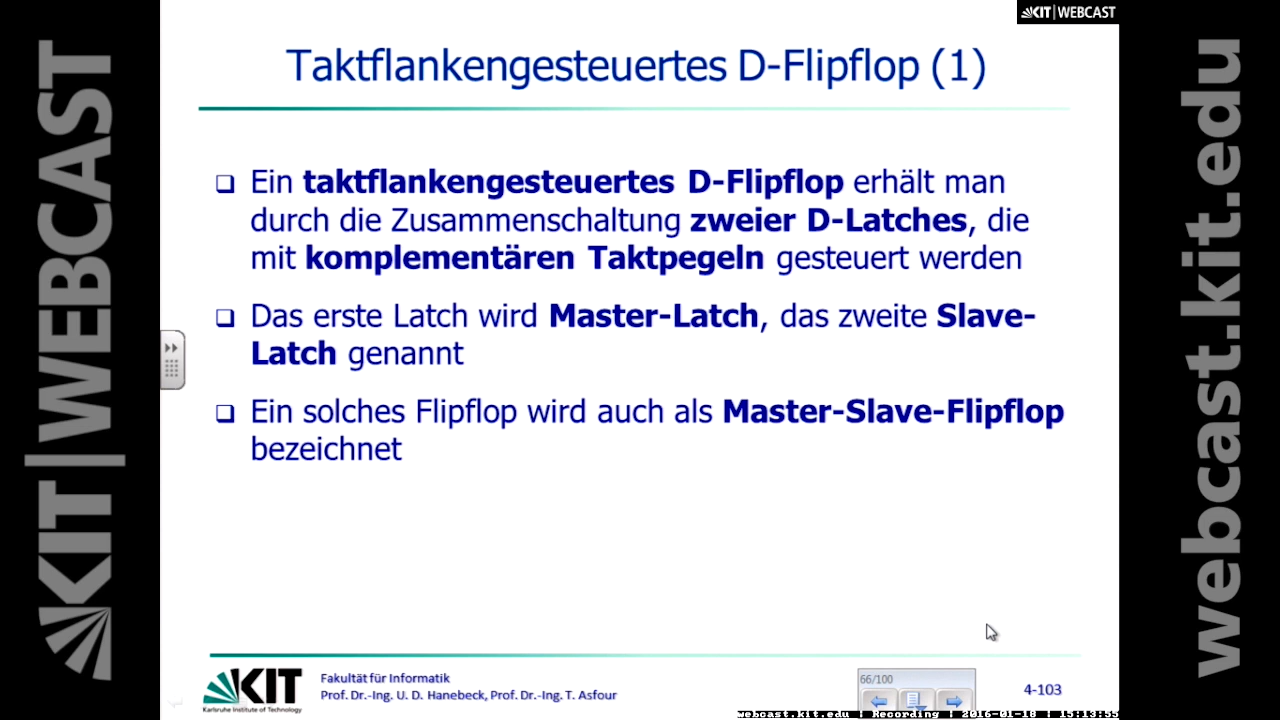 KIT|WEBCAST
Taktflankengesteuertes D-Flipflop (1)
❑ Ein taktflankengesteuertes D-Flipflop erhält man
durch die Zusammenschaltung zweier D-Latches, die
mit komplementären Taktpegeln gesteuert werden
❑ Das erste Latch wird Master-Latch, das zweite Slave-
Latch genannt
❑ Ein solches Flipflop wird auch als Master-Slave-Flipflop
bezeichnet
KIT
Karlsruhe Institute of Technology
Fakultät für Informatik
Prof. Dr.-Ing. U. D. Hanebeck, Prof. Dr.-Ing. T. Asfour
66/100
4-103
webcast.kit.edu | Recording | 2016-01-18 | 15:13:55
KIT|WEBCAST
webcast.kit.edu